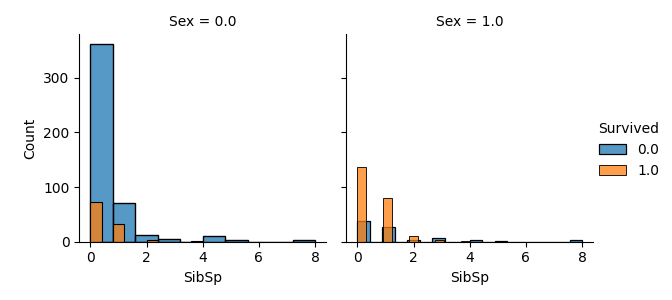 Sex = 0.0
Sex = 1.0
Count
300
200
100
0
0 2 4 6 8
0 2 4 6 8
SibSp
SibSp
Survived
0.0
1.0